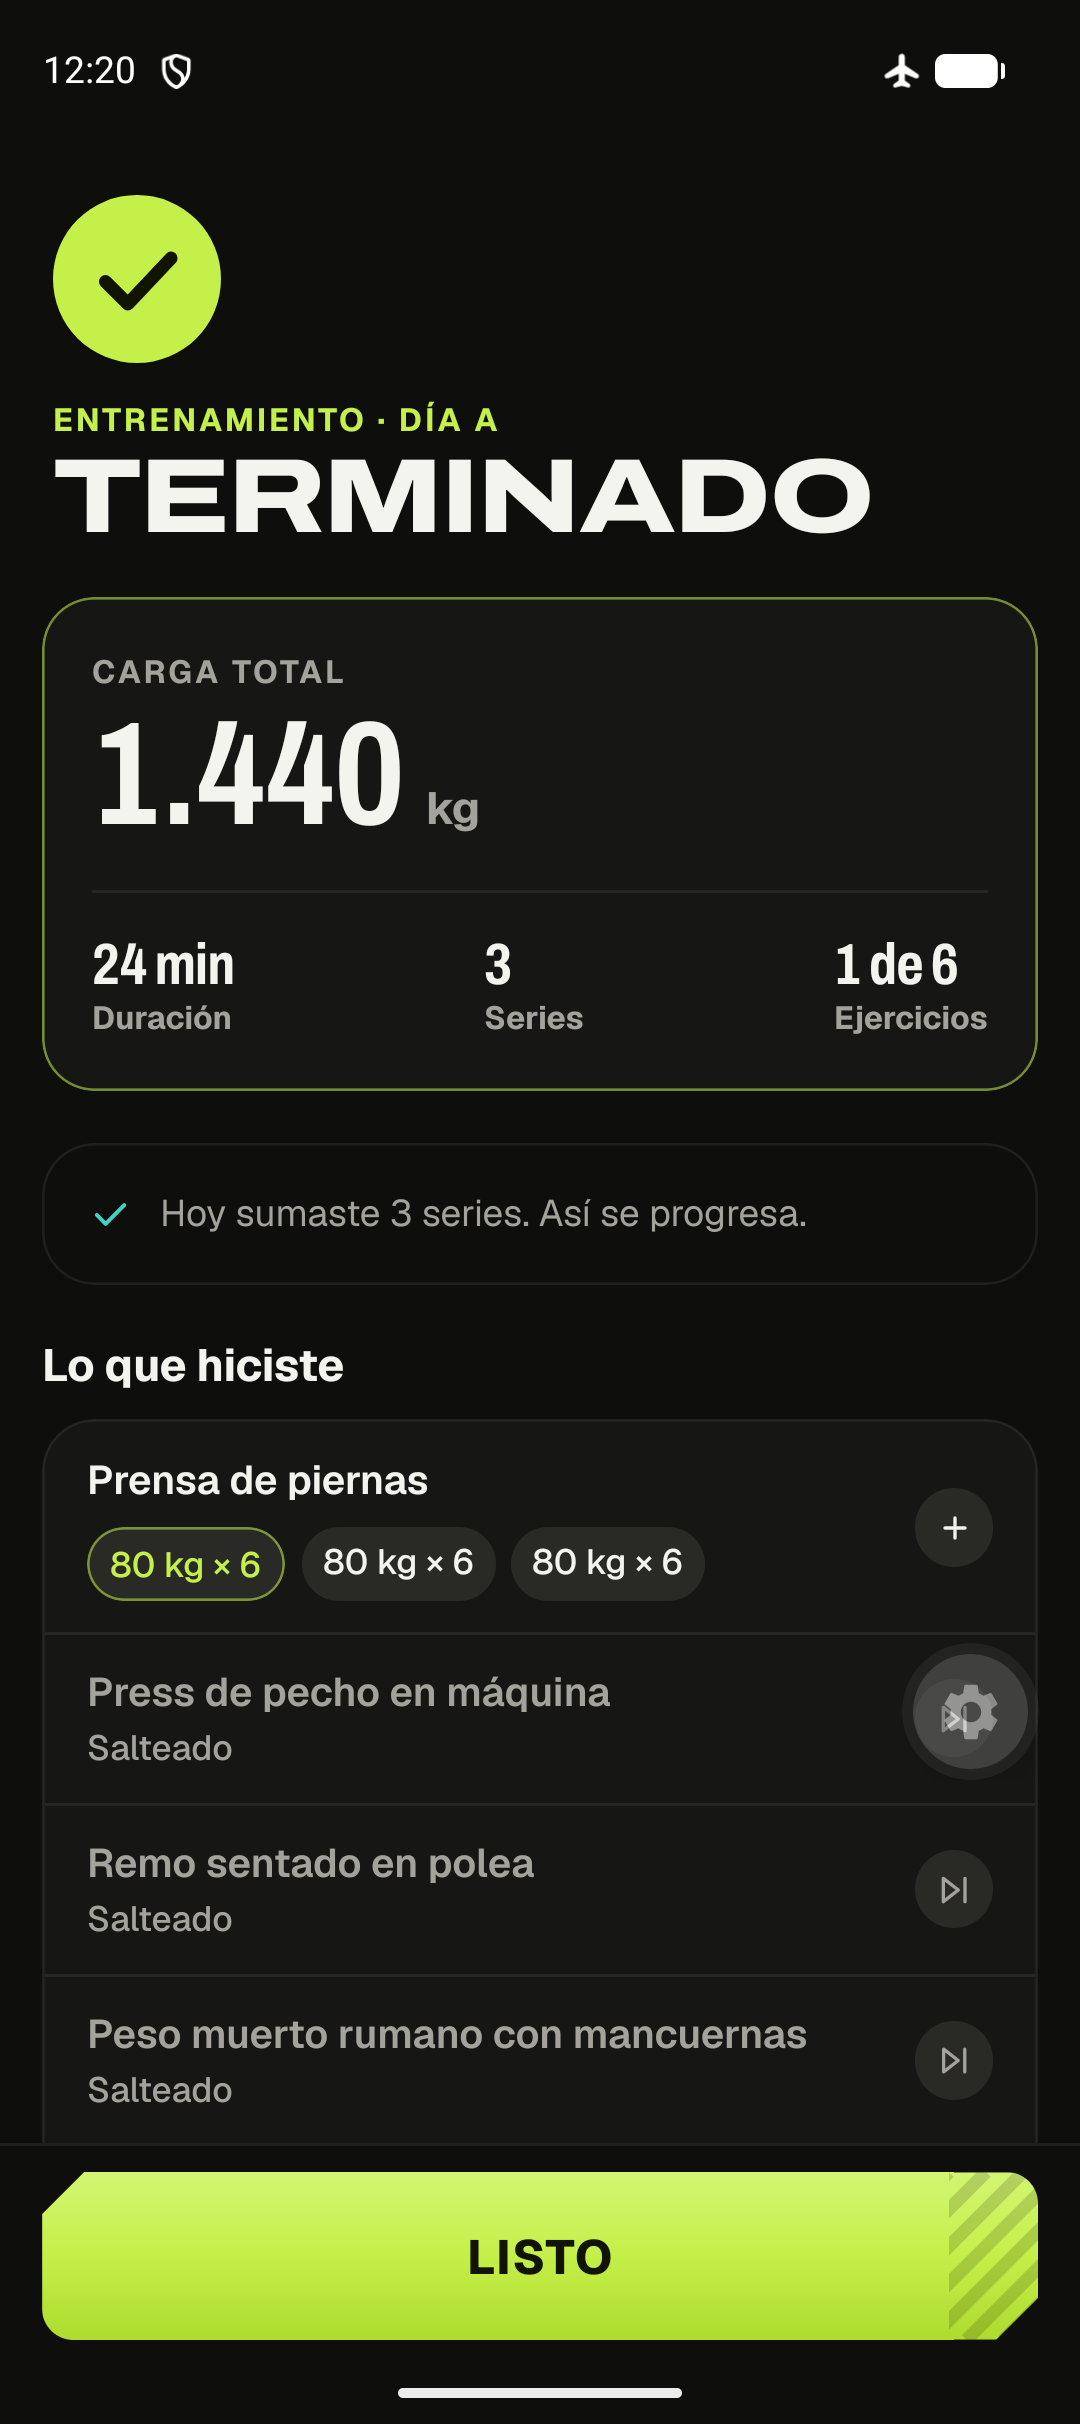 12:20
ENTRENAMIENTO · DÍA A
TERMINADO
CARGA TOTAL
1.440 kg
24 min
Duración
3
Series
1 de 6
Ejercicios
Hoy sumaste 3 series. Así se progresa.
Lo que hiciste
Prensa de piernas
80 kg × 6
80 kg × 6
80 kg × 6
Press de pecho en máquina
Salteado
Remo sentado en polea
Salteado
Peso muerto rumano con mancuernas
Salteado
LISTO